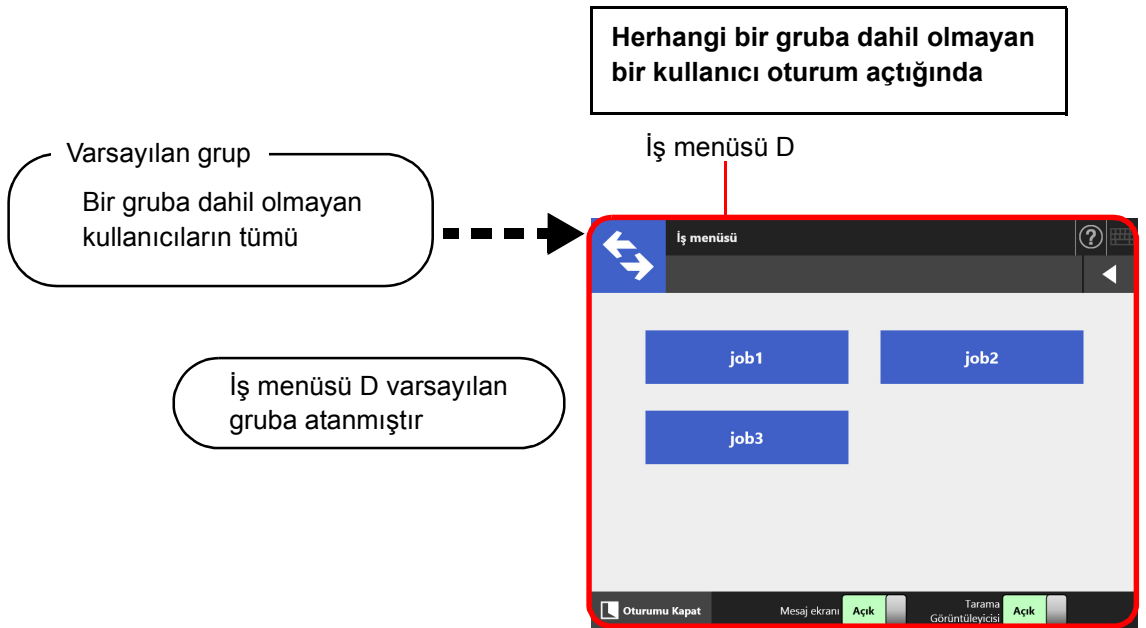 Herhangi bir gruba dahil olmayan
bir kullanıcı oturum açtığında
İş menüsü D
Varsayılan grup
Bir gruba dahil olmayan
kullanıcıların tümü
İş menüsü D varsayılan
gruba atanmıştır
İş menüsü
?
job1
job2
job3
Oturumu Kapat
Mesaj ekranı
Açık
Tarama
Görüntüleyicisi
Açık